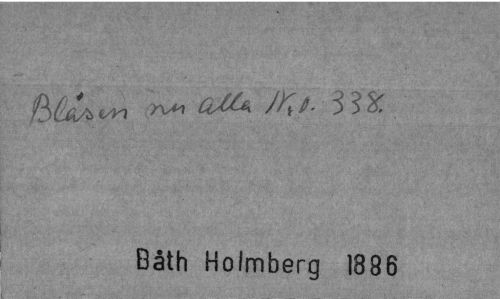 Blåsen nu alla N:o. 338.
Båth Holmberg 1886